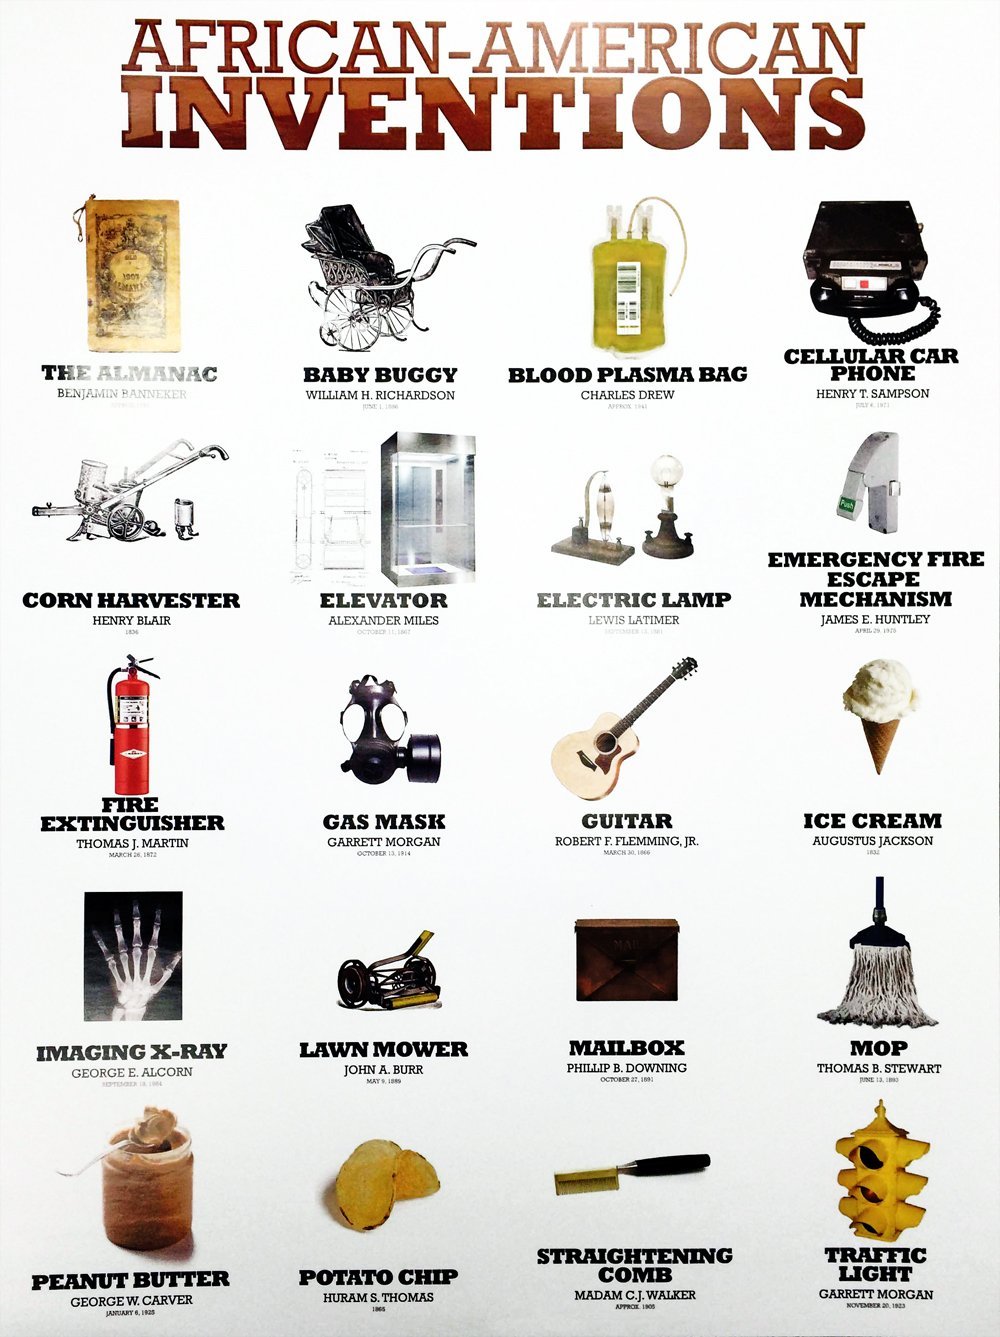 AFRICAN-AMERICAN
INVENTIONS
THE ALMANAC
BENJAMIN BANNEKER
BABY BUGGY
WILLIAM H. RICHARDSON
JUNE 1, 1886
BLOOD PLASMA BAG
CHARLES DREW
APPROX. 1941
CELLULAR CAR
PHONE
HENRY T. SAMPSON
JULY 6, 1971
CORN HARVESTER
HENRY BLAIR
1836
ELEVATOR
ALEXANDER MILES
OCTOBER 11, 1867
ELECTRIC LAMP
LEWIS LATIMER
SEPTEMBER 13, 1881
Push
EMERGENCY FIRE
ESCAPE
MECHANISM
JAMES E. HUNTLEY
APRIL 29, 1975
FIRE
EXTINGUISHER
THOMAS J. MARTIN
MARCH 26, 1872
GAS MASK
GARRETT MORGAN
OCTOBER 13, 1914
GUITAR
ROBERT F. FLEMMING, JR.
MARCH 30, 1866
ICE CREAM
AUGUSTUS JACKSON
1832
IMAGING X-RAY
GEORGE E. ALCORN
SEPTEMBER 18, 1984
LAWN MOWER
JOHN A. BURR
MAY 9, 1889
MAIL
MAILBOX
PHILLIP B. DOWNING
OCTOBER 27, 1891
MOP
THOMAS B. STEWART
JUNE 13, 1893
PEANUT BUTTER
GEORGE W. CARVER
JANUARY 6, 1925
POTATO CHIP
HURAM S. THOMAS
1865
STRAIGHTENING
COMB
MADAM C.J. WALKER
APPROX. 1905
TRAFFIC
LIGHT
GARRETT MORGAN
NOVEMBER 20, 1923